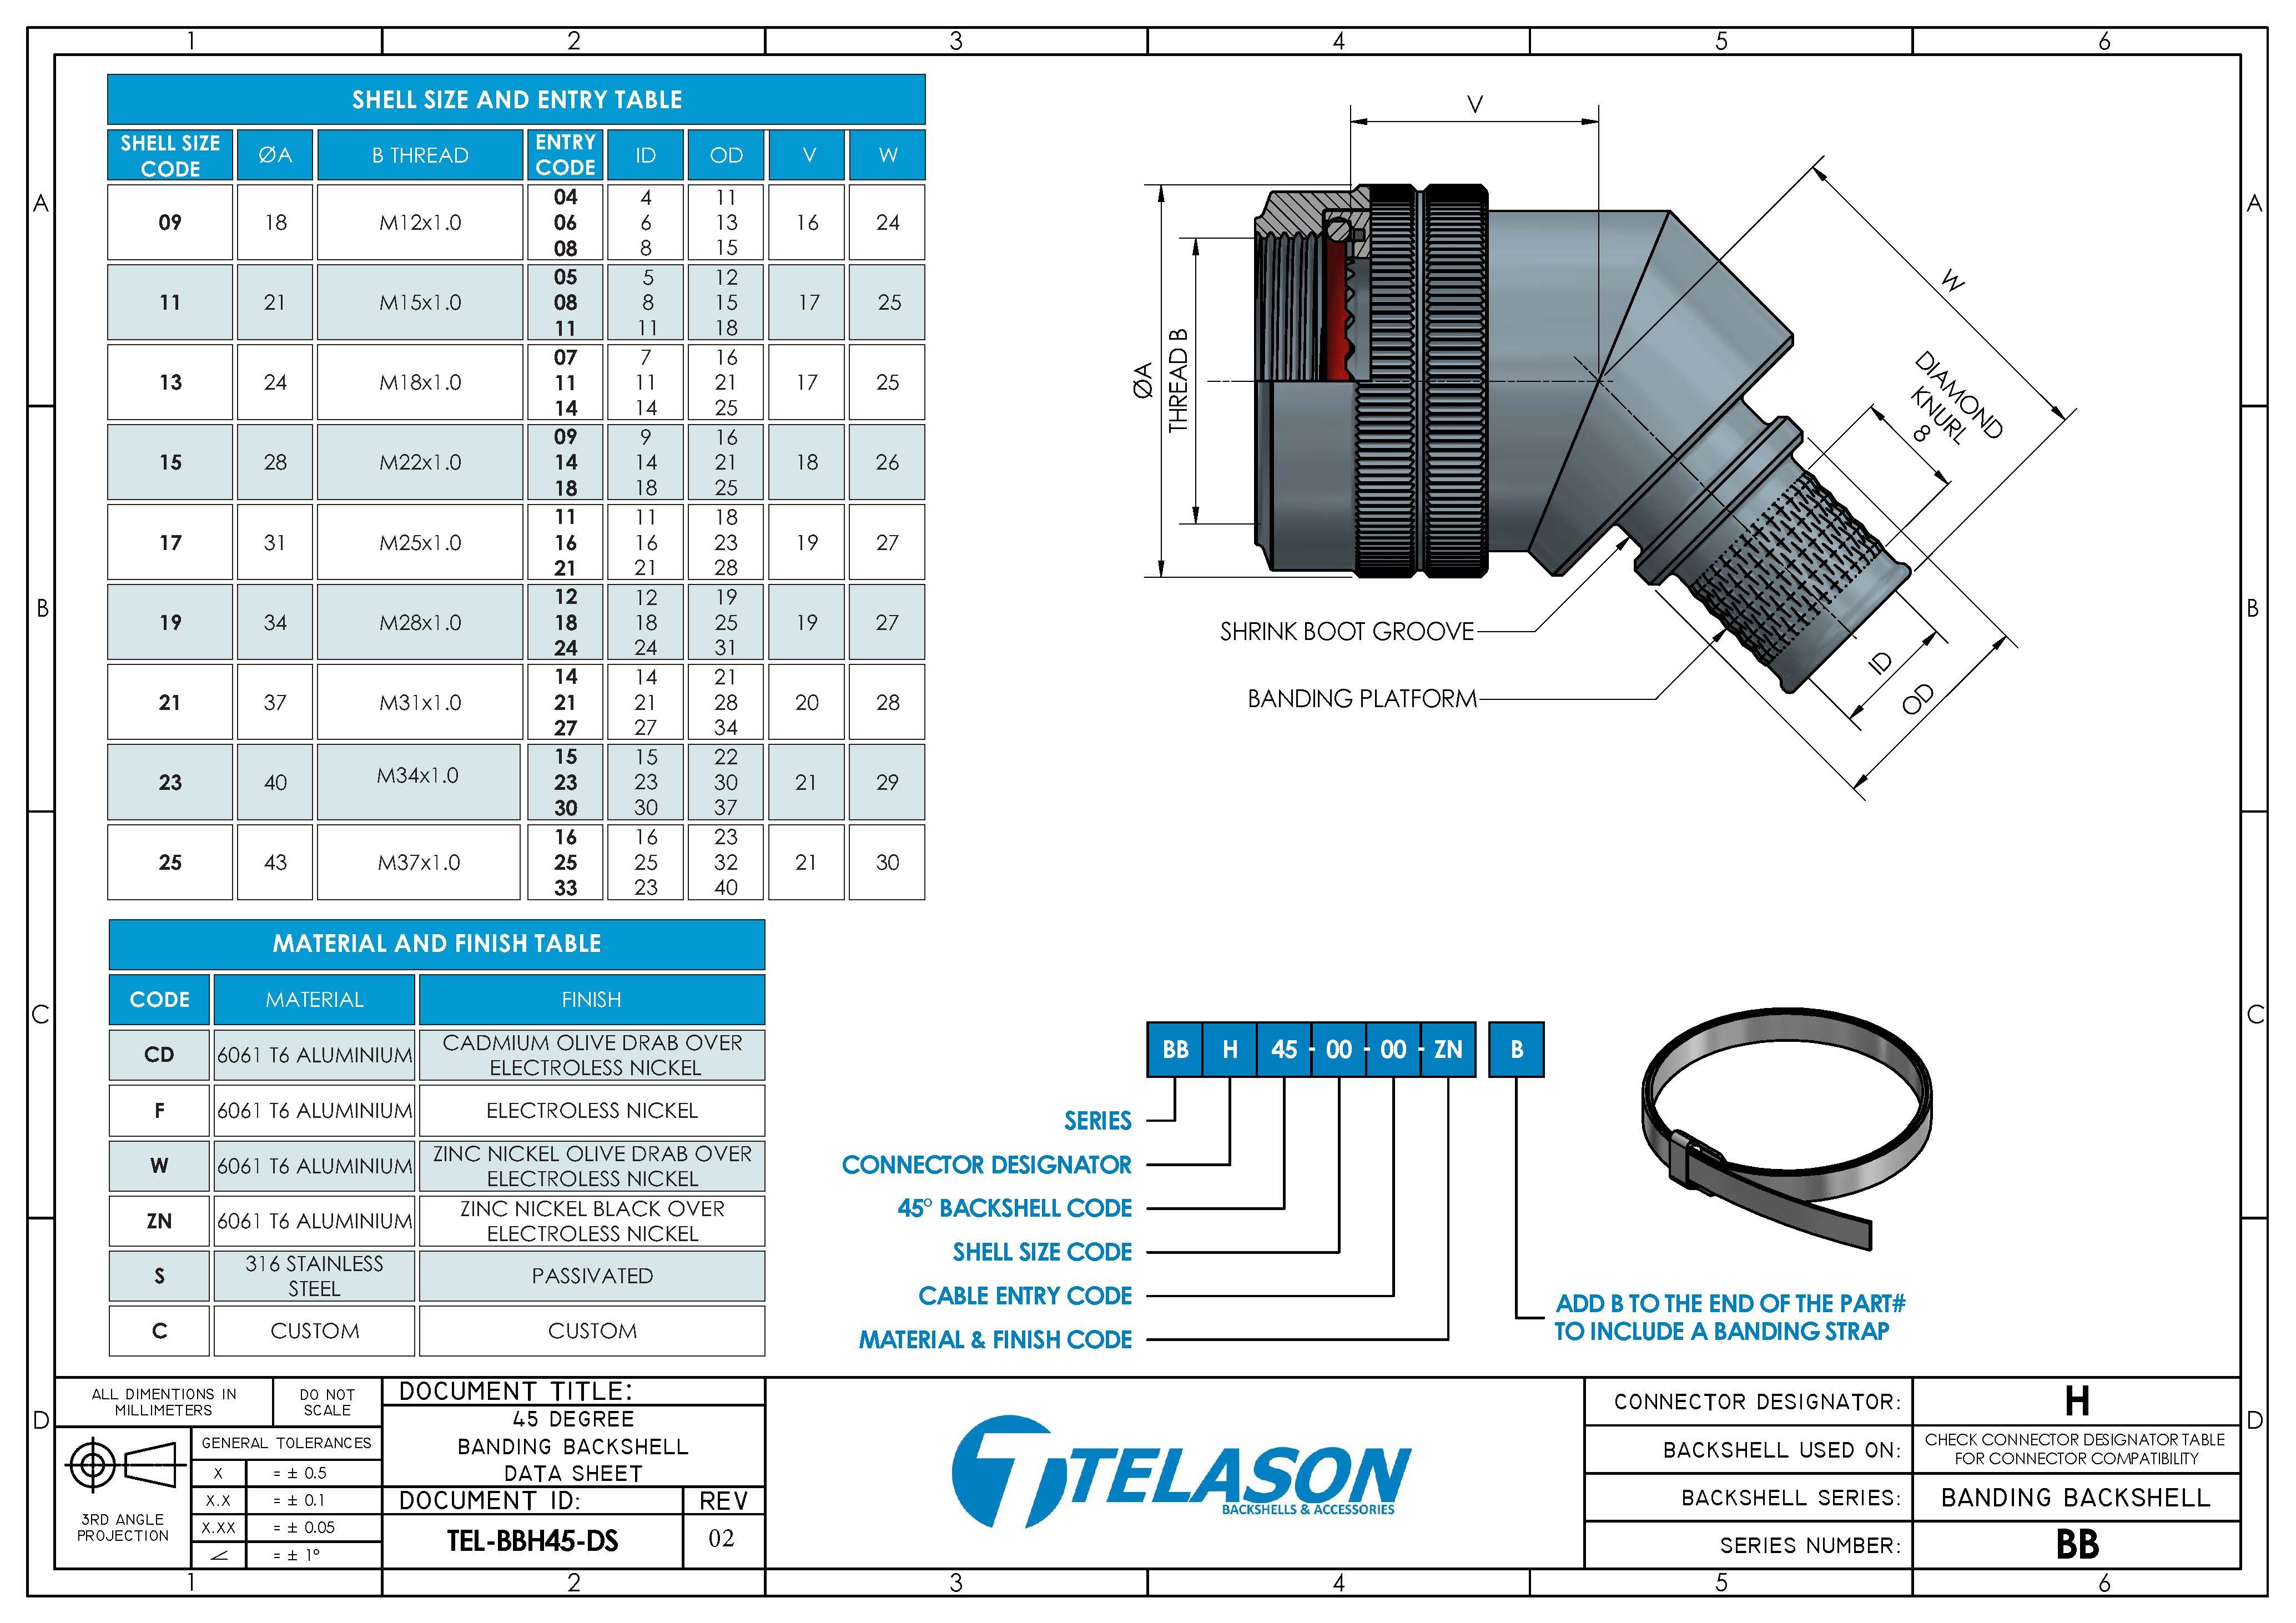 1 2 3 4 5 6
A A
B B
C C
D D
SHELL SIZE AND ENTRY TABLE
SHELL SIZE CODE ØA B THREAD ENTRY CODE ID OD V W
04 4 11
09 18 M12x1.0 06 6 13 16 24
08 8 15
05 5 12
11 21 M15x1.0 08 8 15 17 25
11 11 18
07 7 16
13 24 M18x1.0 11 11 21 17 25
14 14 25
09 9 16
15 28 M22x1.0 14 14 21 18 26
18 18 25
11 11 18
17 31 M25x1.0 16 16 23 19 27
21 21 28
12 12 19
19 34 M28x1.0 18 18 25 19 27
24 24 31
14 14 21
21 37 M31x1.0 21 21 28 20 28
27 27 34
15 15 22
23 40 M34x1.0 23 23 30 21 29
30 30 37
16 16 23
25 43 M37x1.0 25 25 32 21 30
33 23 40
V
W
ØA
THREAD B
DIAMOND
KNURL
8
SHRINK BOOT GROOVE
BANDING PLATFORM
ID
OD
MATERIAL AND FINISH TABLE
CODE MATERIAL FINISH
CD 6061 T6 ALUMINIUM CADMIUM OLIVE DRAB OVER
ELECTROLESS NICKEL
F 6061 T6 ALUMINIUM ELECTROLESS NICKEL
W 6061 T6 ALUMINIUM ZINC NICKEL OLIVE DRAB OVER
ELECTROLESS NICKEL
ZN 6061 T6 ALUMINIUM ZINC NICKEL BLACK OVER
ELECTROLESS NICKEL
S 316 STAINLESS
STEEL PASSIVATED
C CUSTOM CUSTOM
BB H 45 - 00 - 00 - ZN B
SERIES
CONNECTOR DESIGNATOR
45° BACKSHELL CODE
SHELL SIZE CODE
CABLE ENTRY CODE
MATERIAL & FINISH CODE
ADD B TO THE END OF THE PART#
TO INCLUDE A BANDING STRAP
ALL DIMENTIONS IN
MILLIMETERS
DO NOT
SCALE
3RD ANGLE
PROJECTION
GENERAL TOLERANCES
X = ± 0.5
X.X = ± 0.1
X.XX = ± 0.05
∠ = ± 1°
DOCUMENT TITLE:
45 DEGREE
BANDING BACKSHELL
DATA SHEET
DOCUMENT ID: REV
TEL-BBH45-DS 02
TELASON
BACKSHELLS & ACCESSORIES
CONNECTOR DESIGNATOR: H
BACKSHELL USED ON: CHECK CONNECTOR DESIGNATOR TABLE
FOR CONNECTOR COMPATIBILITY
BACKSHELL SERIES: BANDING BACKSHELL
SERIES NUMBER: BB
1 2 3 4 5 6